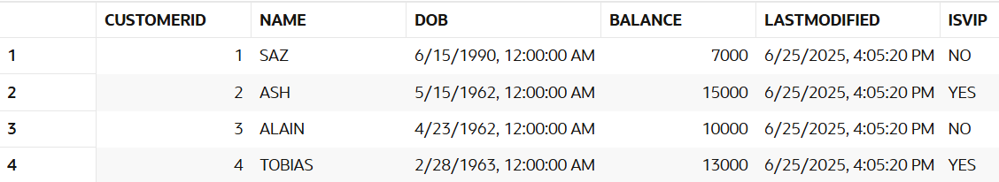 CUSTOMERID NAME DOB BALANCE LASTMODIFIED ISVIP
1 1 SAZ 6/15/1990, 12:00:00 AM 7000 6/25/2025, 4:05:20 PM NO
2 2 ASH 5/15/1962, 12:00:00 AM 15000 6/25/2025, 4:05:20 PM YES
3 3 ALAIN 4/23/1962, 12:00:00 AM 10000 6/25/2025, 4:05:20 PM NO
4 4 TOBIAS 2/28/1963, 12:00:00 AM 13000 6/25/2025, 4:05:20 PM YES